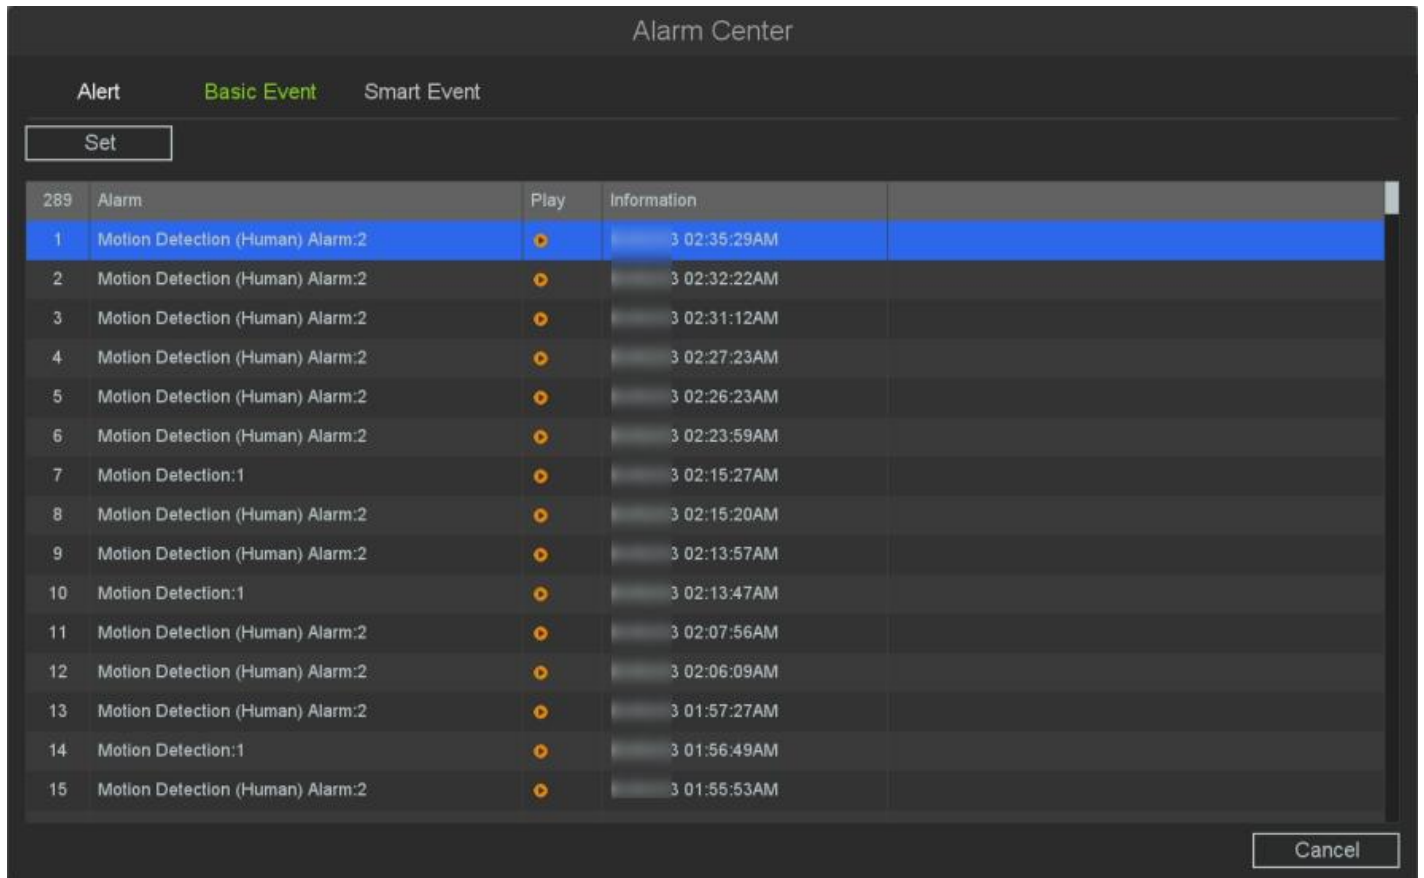 Alarm Center
Alert Basic Event Smart Event
Set
289 Alarm Play Information
1 Motion Detection (Human) Alarm:2 3 02:35:29AM
2 Motion Detection (Human) Alarm:2 3 02:32:22AM
3 Motion Detection (Human) Alarm:2 3 02:31:12AM
4 Motion Detection (Human) Alarm:2 3 02:27:23AM
5 Motion Detection (Human) Alarm:2 3 02:26:23AM
6 Motion Detection (Human) Alarm:2 3 02:23:59AM
7 Motion Detection:1 3 02:15:27AM
8 Motion Detection (Human) Alarm:2 3 02:15:20AM
9 Motion Detection (Human) Alarm:2 3 02:13:57AM
10 Motion Detection:1 3 02:13:47AM
11 Motion Detection (Human) Alarm:2 3 02:07:56AM
12 Motion Detection (Human) Alarm:2 3 02:06:09AM
13 Motion Detection (Human) Alarm:2 3 01:57:27AM
14 Motion Detection:1 3 01:56:49AM
15 Motion Detection (Human) Alarm:2 3 01:55:53AM
Cancel